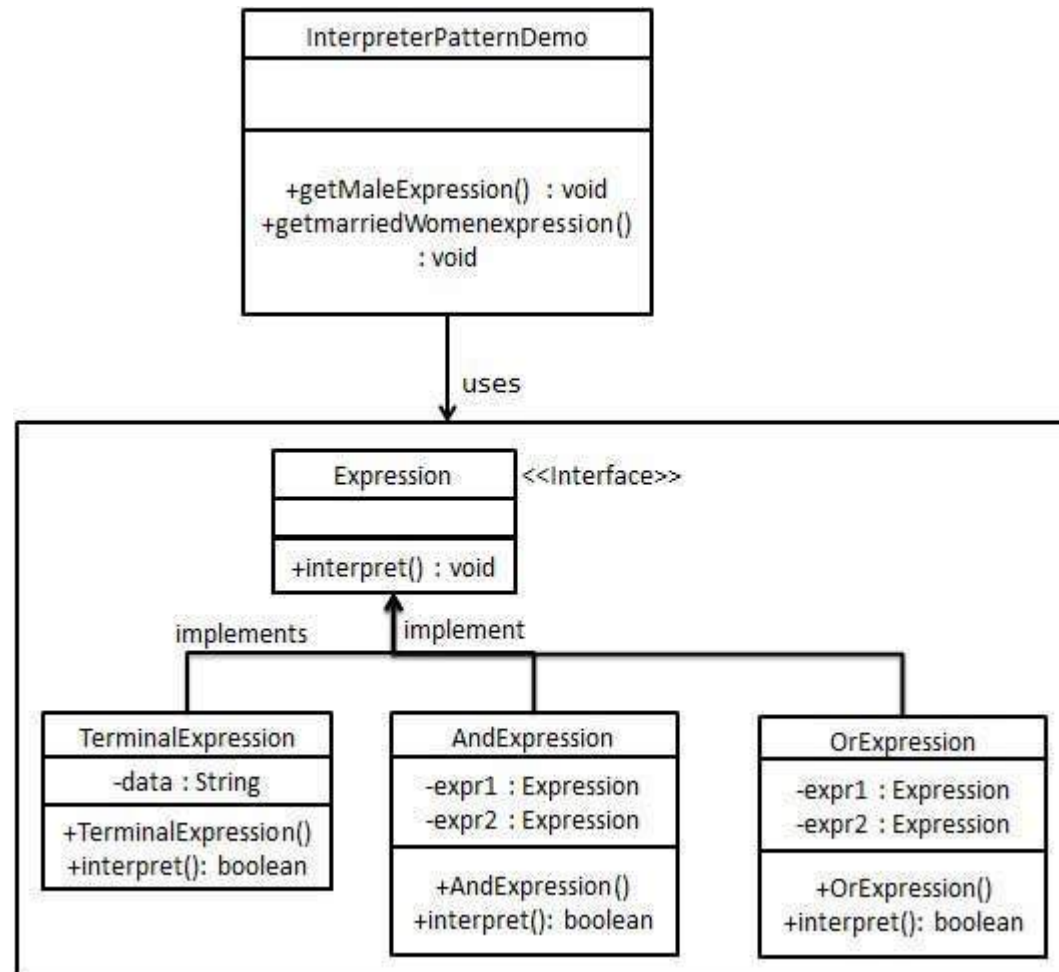 InterpreterPatternDemo
+getMaleExpression() : void
+getmarriedWomenexpression()
: void
uses
Expression
<<Interface>>
+interpret() : void
implements
implement
TerminalExpression
-data : String
+TerminalExpression()
+interpret(): boolean
AndExpression
-expr1 : Expression
-expr2 : Expression
+AndExpression()
+interpret(): boolean
OrExpression
-expr1 : Expression
-expr2 : Expression
+OrExpression()
+interpret(): boolean